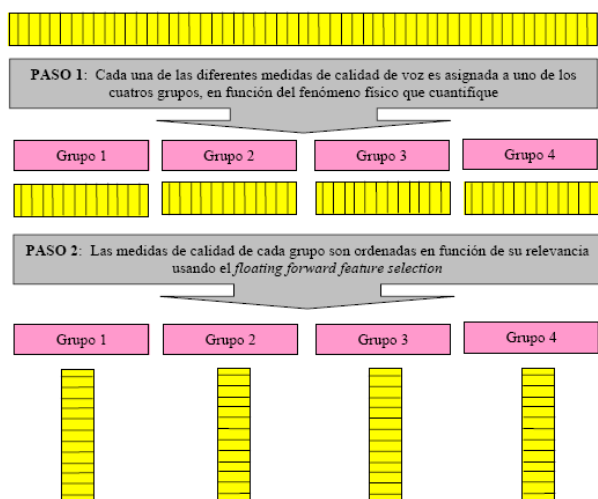 PASO 1: Cada una de las diferentes medidas de calidad de voz es asignada a uno de los
cuatros grupos, en función del fenómeno físico que cuantifique
Grupo 1
Grupo 2
Grupo 3
Grupo 4
PASO 2: Las medidas de calidad de cada grupo son ordenadas en función de su relevancia
usando el floating forward feature selection
Grupo 1
Grupo 2
Grupo 3
Grupo 4